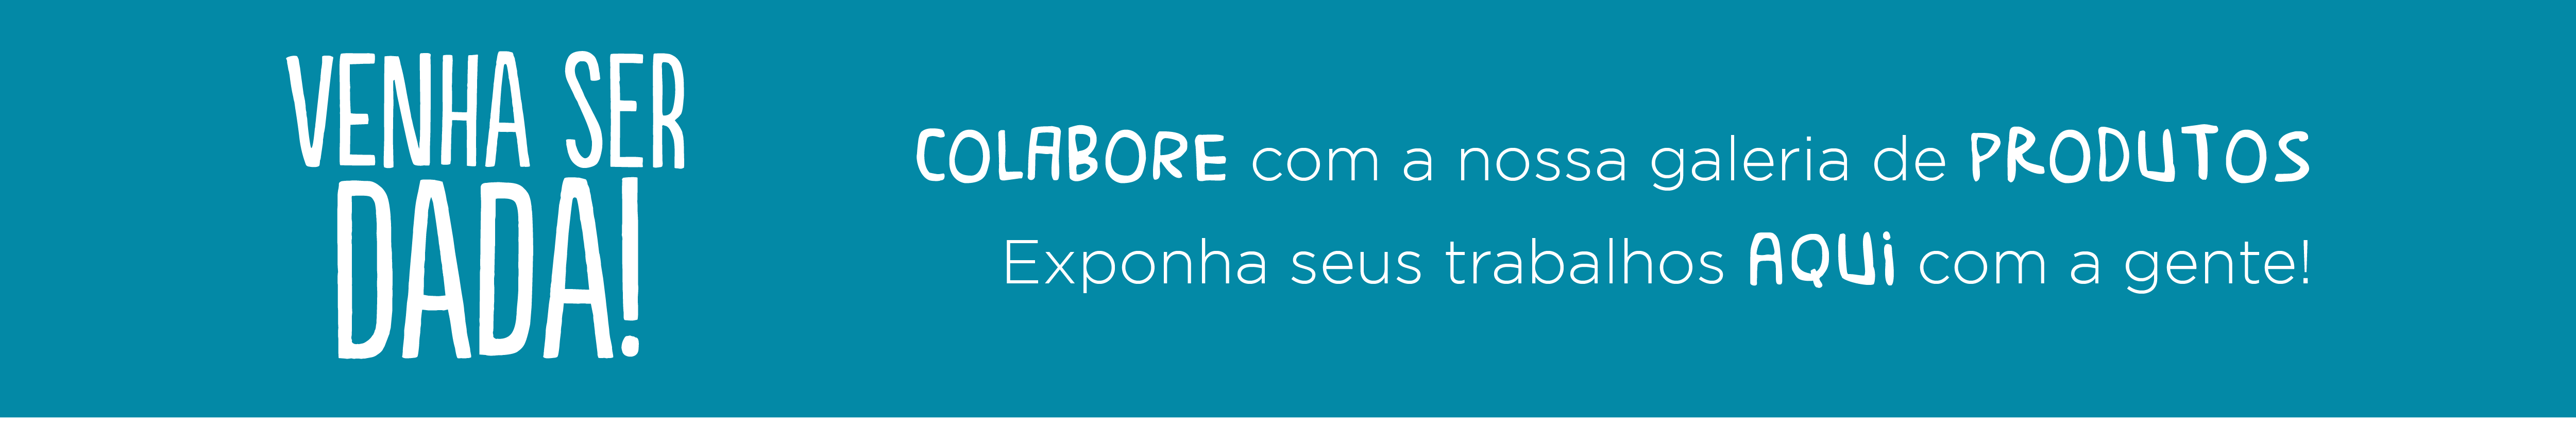 VENHA SER
DADA!
COLABORE com a nossa galeria de PRODUTOS
Exponha seus trabalhos AQUi com a gente!